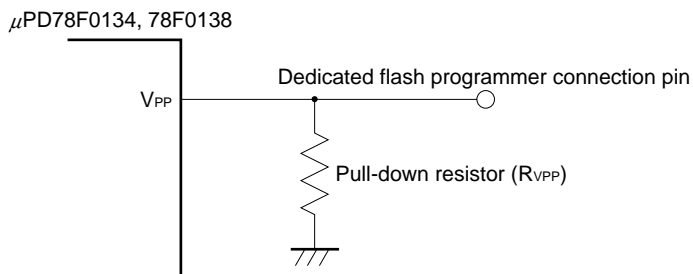 μPD78F0134, 78F0138
Dedicated flash programmer connection pin
VPP
Pull-down resistor (RVPP)